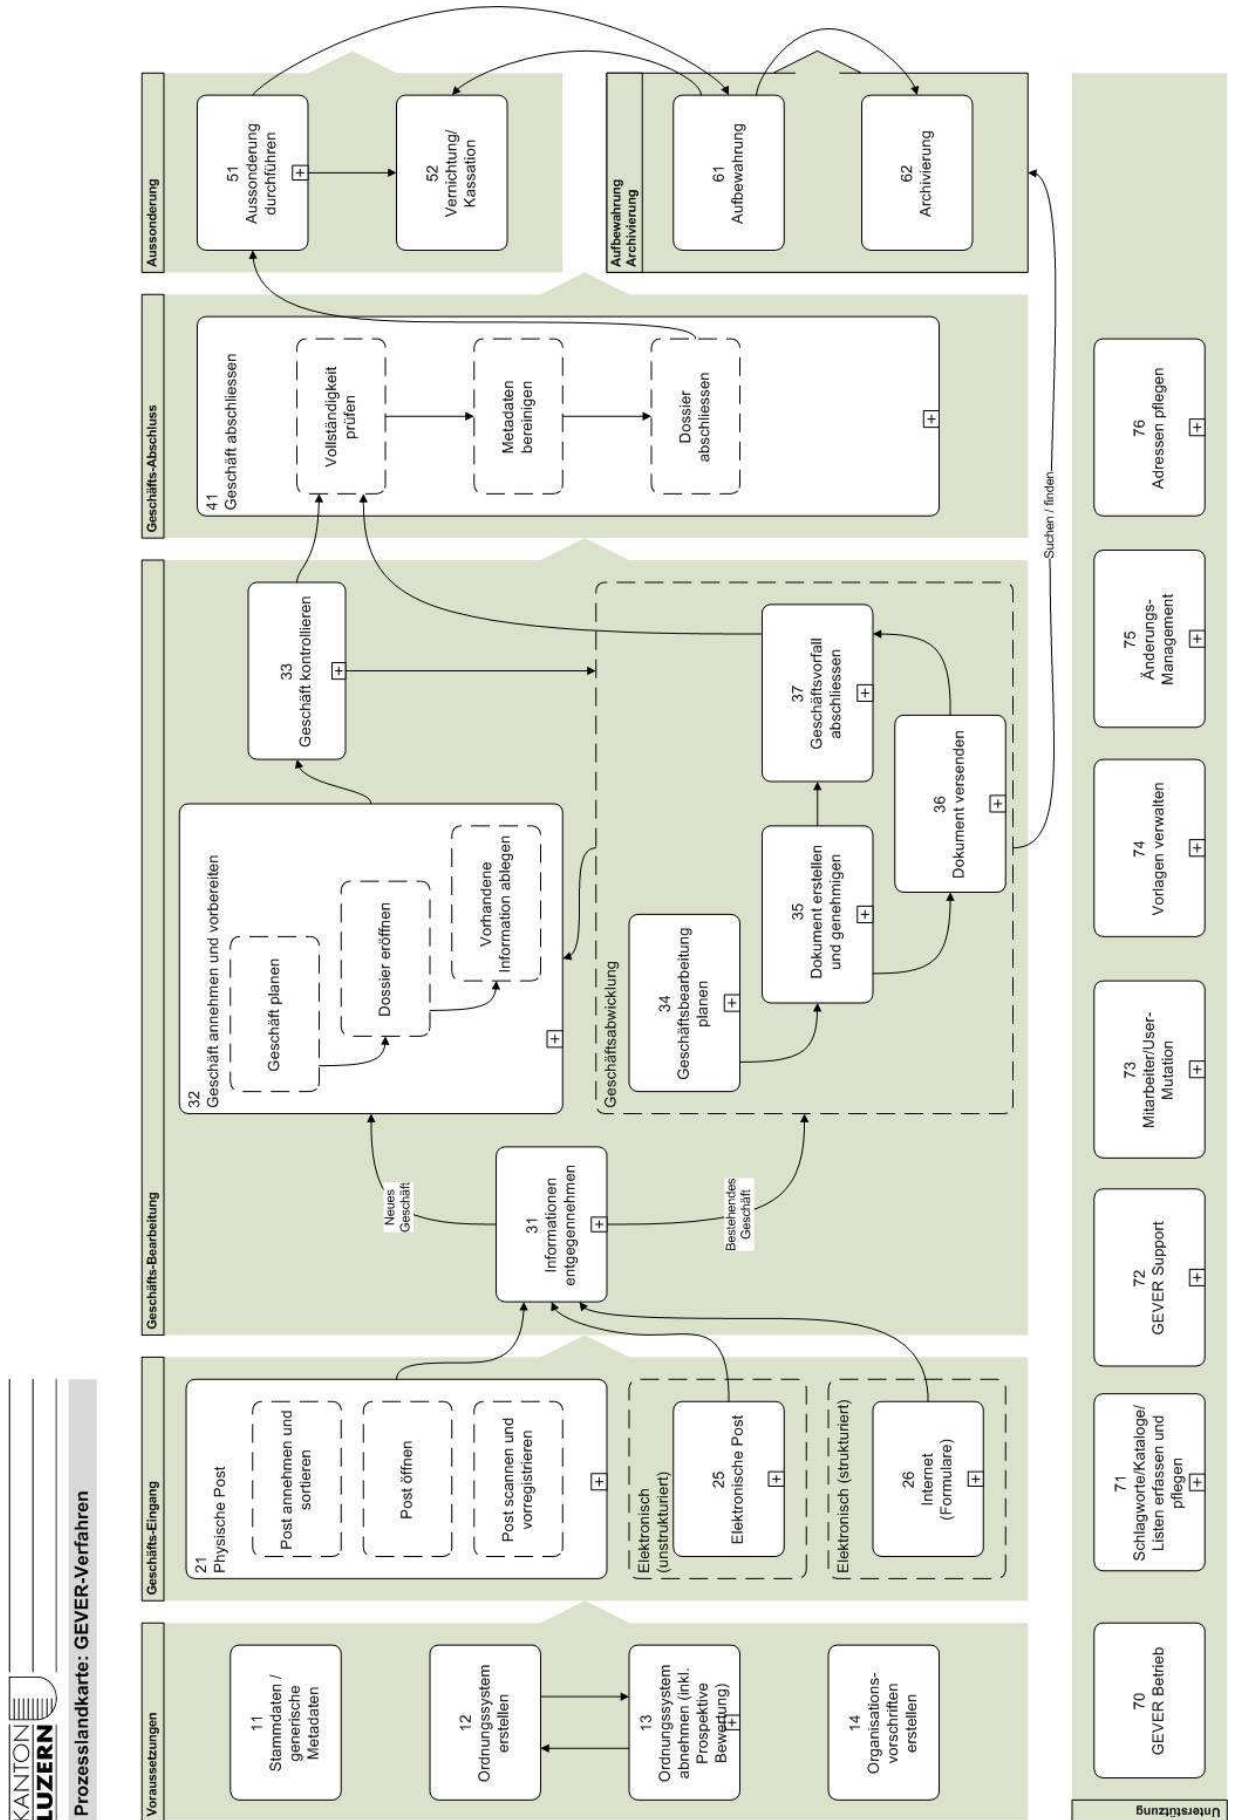 KANTON
LUZERN
Prozesslandkarte: GEVER-Verfahren
Voraussetzungen
11
Stammdaten /
generische
Metadaten
12
Ordnungssystem
erstellen
13
Ordnungssystem
abnehmen (inkl.
Prospektive
Bewertung)
14
Organisations-
vorschriften
erstellen
Geschäfts-Eingang
21
Physische Post
Post annehmen und
sortieren
Post öffnen
Post scannen und
vorregistrieren
Elektronisch
(unstrukturiert)
25
Elektronische Post
Elektronisch (strukturiert)
26
Internet
(Formulare)
Geschäfts-Bearbeitung
31
Informationen
entgegennehmen
Neues
Geschäft
Bestehendes
Geschäft
32
Geschäft annehmen und vorbereiten
Geschäft planen
Dossier eröffnen
Vorhandene
Information ablegen
33
Geschäft kontrollieren
Geschäftsabwicklung
34
Geschäftsbearbeitung
planen
35
Dokument erstellen
und genehmigen
36
Dokument versenden
37
Geschäftsvorfall
abschliessen
Geschäfts-Abschluss
41
Geschäft abschliessen
Vollständigkeit
prüfen
Metadaten
bereinigen
Dossier
abschliessen
Suchen / finden
Aussonderung
51
Aussonderung
durchführen
52
Vernichtung/
Kassation
Aufbewahrung
Archivierung
61
Aufbewahrung
62
Archivierung
Unterstützung
70
GEVER Betrieb
71
Schlagworte/Kataloge/
Listen erfassen und
pflegen
72
GEVER Support
73
Mitarbeiter/User-
Mutation
74
Vorlagen verwalten
75
Änderungs-
Management
76
Adressen pflegen